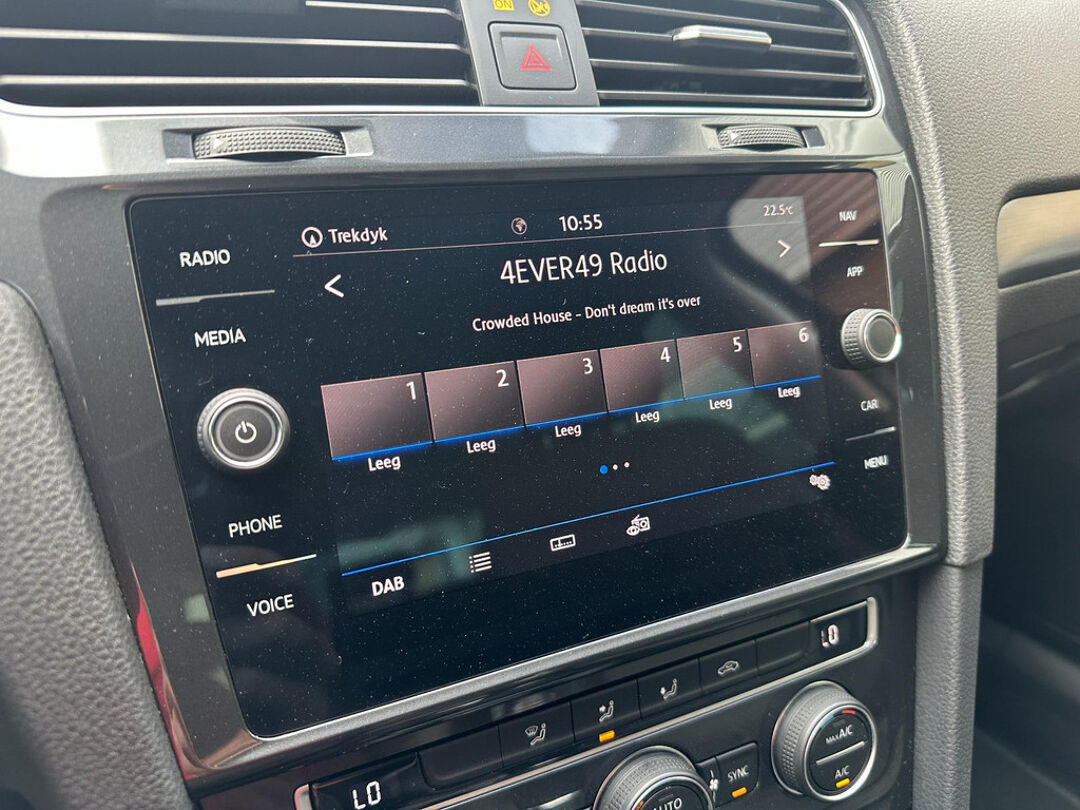 ON
RADIO
Trekdyk
10:55
22.5°C
NAV
4EVER49 Radio
APP
MEDIA
Crowded House - Don't dream it's over
1
2
3
4
5
6
Leeg
Leeg
Leeg
Leeg
Leeg
Leeg
CAR
MENU
PHONE
DAB
VOICE
LO
LO
AUTO
SYNC
MAX A/C
A/C